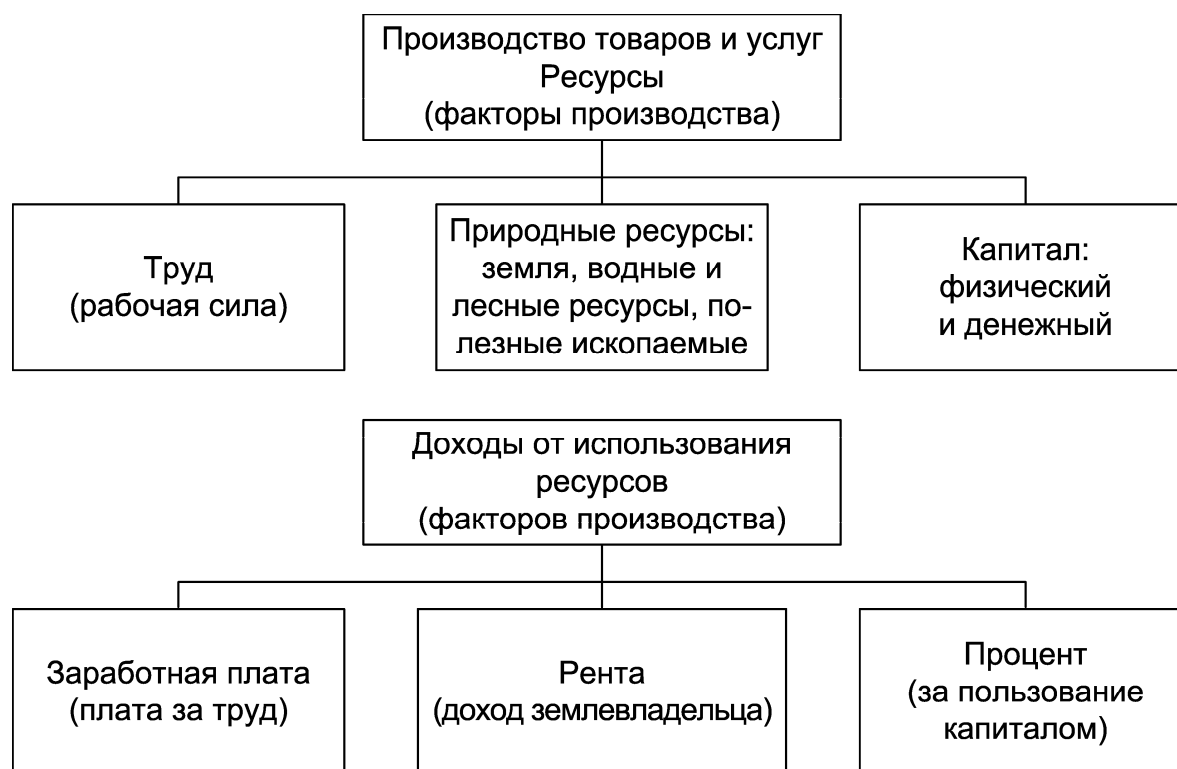 Производство товаров и услуг
Ресурсы
(факторы производства)
Труд
(рабочая сила)
Природные ресурсы:
земля, водные и
лесные ресурсы, по-
лезные ископаемые
Капитал:
физический
и денежный
Доходы от использования
ресурсов
(факторов производства)
Заработная плата
(плата за труд)
Рента
(доход землевладельца)
Процент
(за пользование
капиталом)